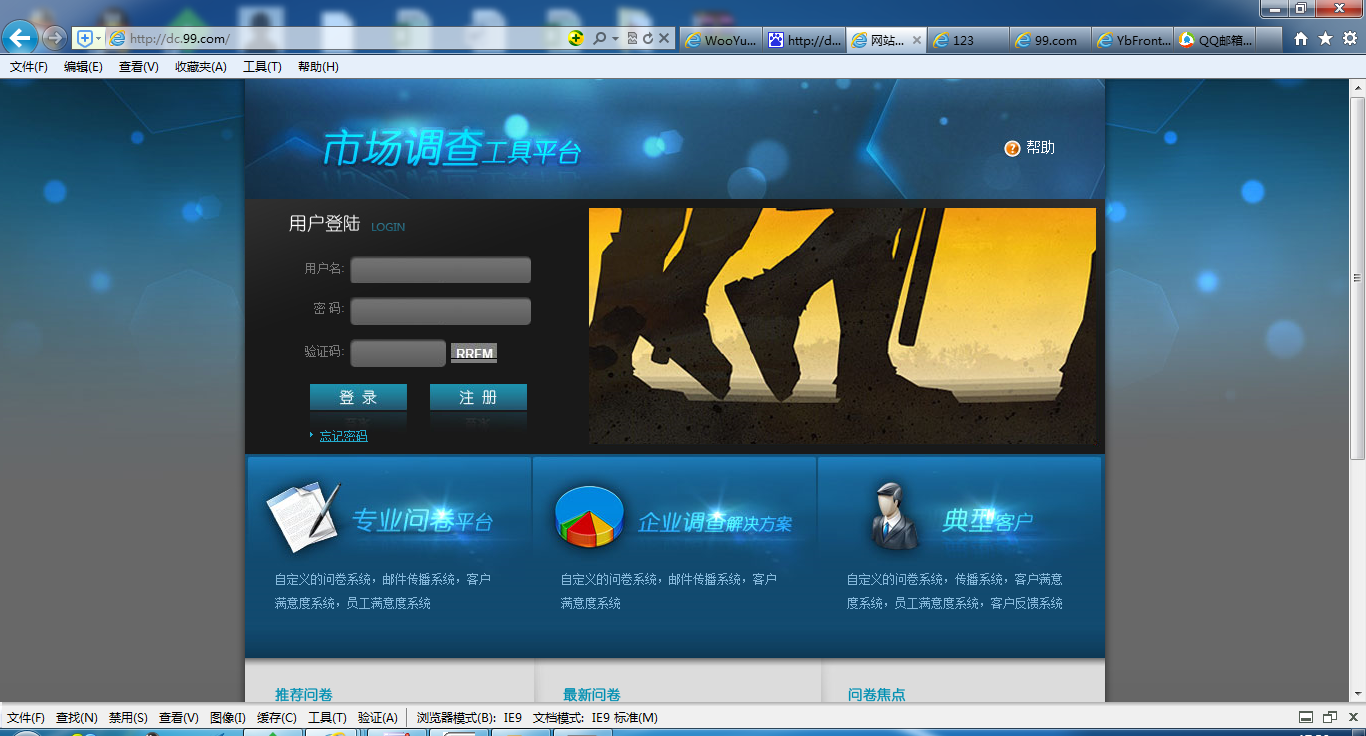 http://dc.99.com/
WooYu...
http://d...
网站...
123
99.com
YbFront...
QQ邮箱...
文件(F) 编辑(E) 查看(V) 收藏夹(A) 工具(T) 帮助(H)
市场调查工具平台
帮助
用户登陆 LOGIN
用户名:
密 码:
验证码:
RRFM
登 录 注 册
忘记密码
专业问卷平台
自定义的问卷系统，邮件传播系统，客户
满意度系统，员工满意度系统
企业调查解决方案
自定义的问卷系统，邮件传播系统，客户
满意度系统
典型客户
自定义的问卷系统，传播系统，客户满意
度系统，员工满意度系统，客户反馈系统
推荐问卷 最新问卷 问卷焦点
文件(F) 查找(N) 禁用(S) 查看(V) 图像(I) 缓存(C) 工具(T) 验证(A) 浏览器模式(B): IE9 文档模式: IE9 标准(M)